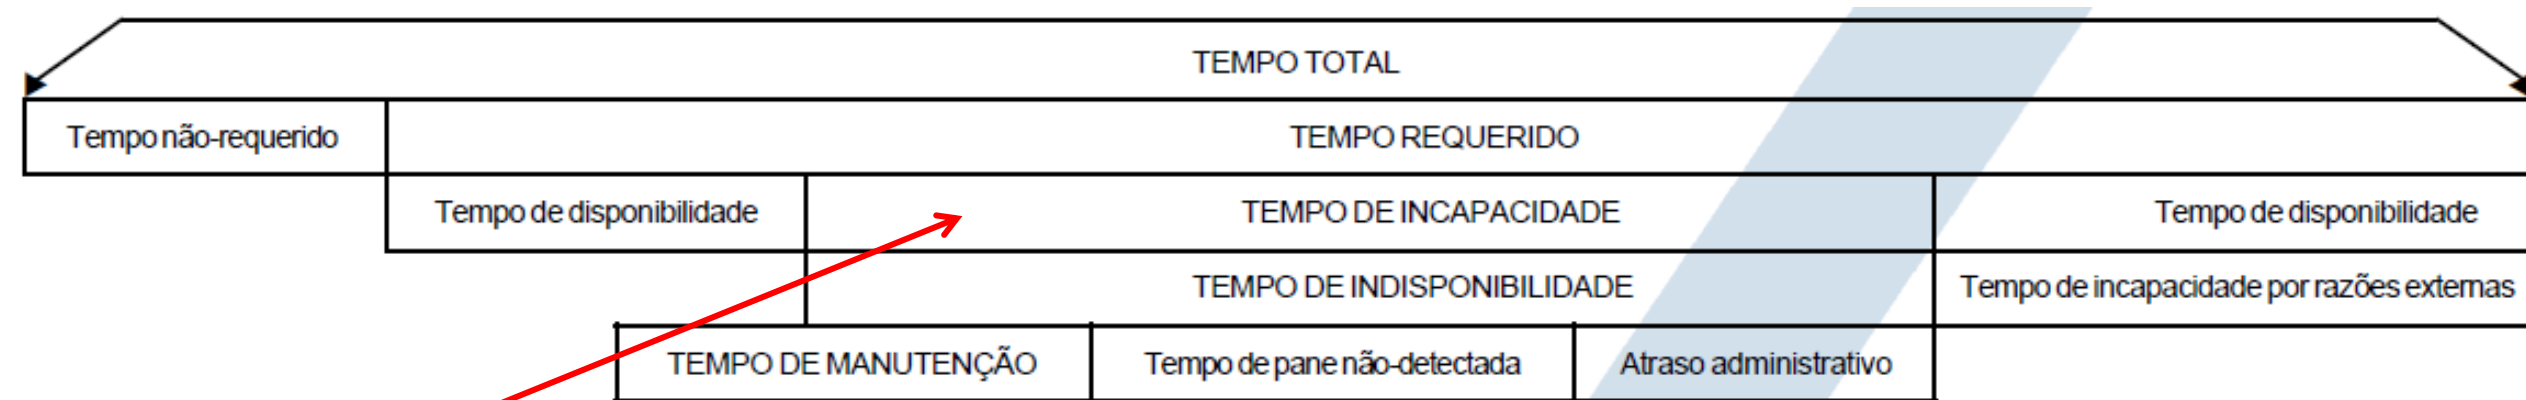 TEMPO TOTAL
Tempo não-requerido TEMPO REQUERIDO
Tempo de disponibilidade TEMPO DE INCAPACIDADE Tempo de disponibilidade
TEMPO DE INDISPONIBILIDADE Tempo de incapacidade por razões externas
TEMPO DE MANUTENÇÃO Tempo de pane não-detectada Atraso administrativo